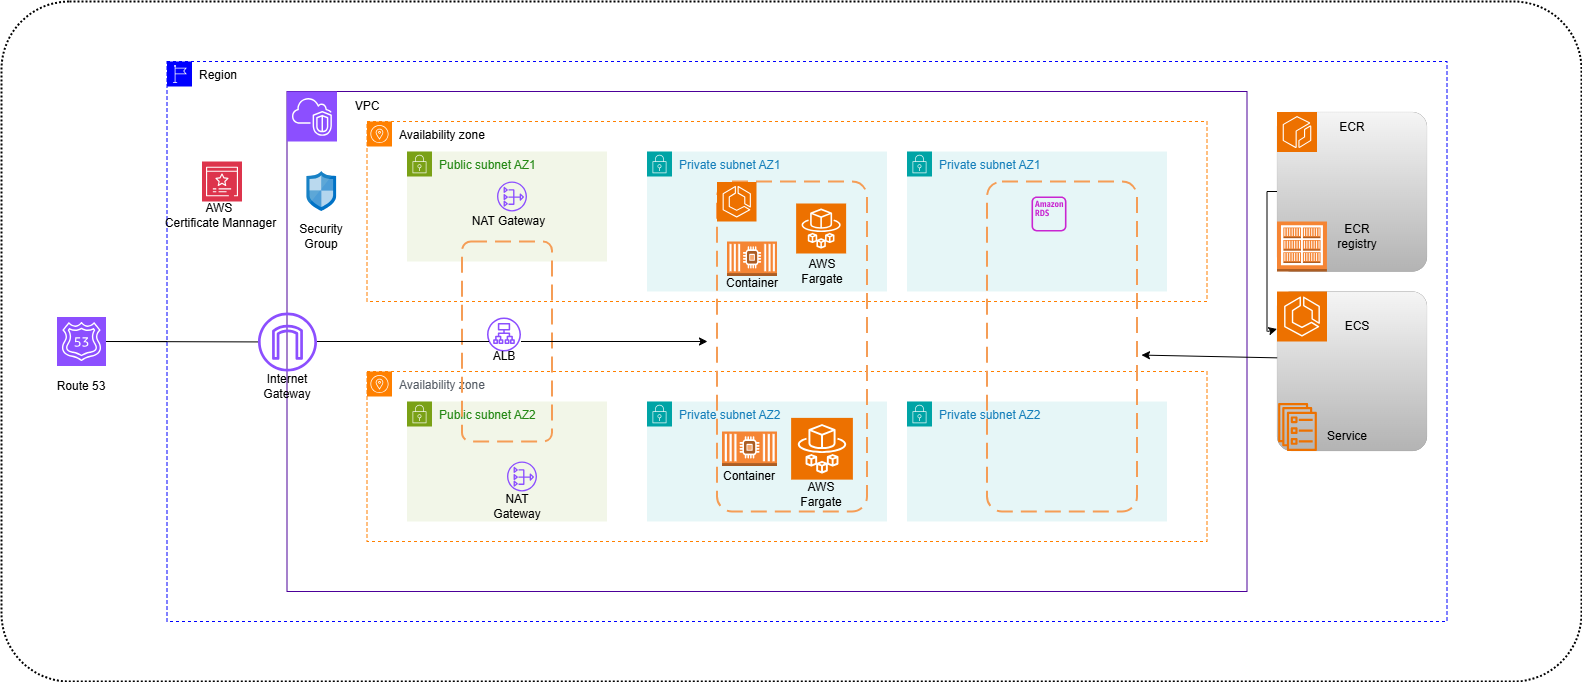 Region
VPC
Availability zone
Public subnet AZ1
Private subnet AZ1
Private subnet AZ1
NAT Gateway
Amazon
RDS
AWS
Fargate
Container
AWS
Certificate Mannager
Security
Group
ECR
ECR
registry
53
Route 53
Internet
Gateway
ALB
ECS
Service
Availability zone
Public subnet AZ2
Private subnet AZ2
Private subnet AZ2
NAT
Gateway
Container
AWS
Fargate